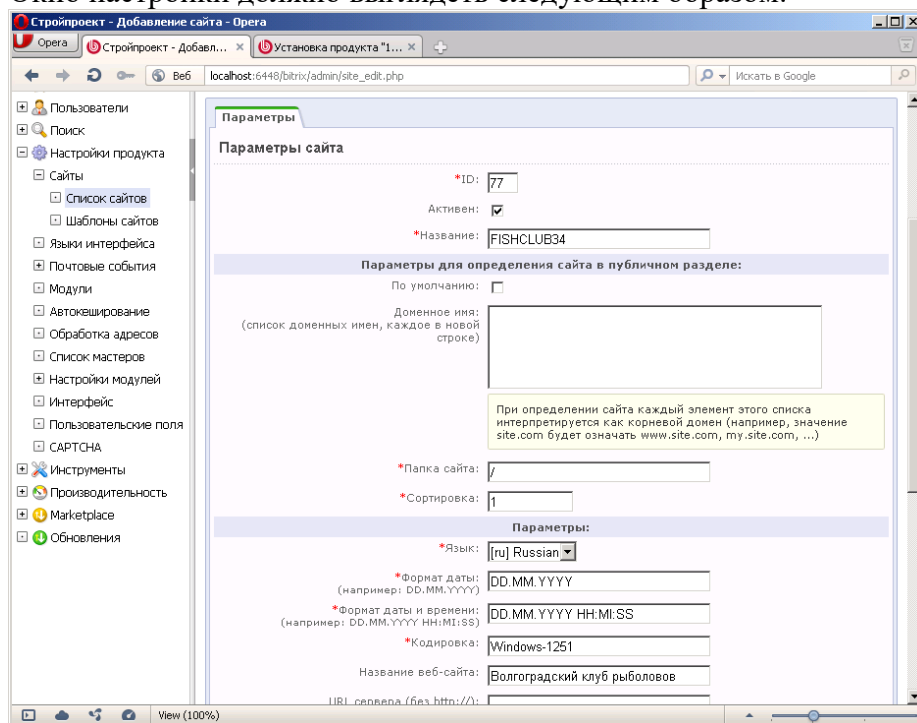 Окно настройки должно выглядеть следующим образом:
Стройпроект - Добавление сайта - Opera
Opera
Стройпроект - Добавл...
Установка продукта "1...
Веб
localhost:6448/bitrix/admin/site_edit.php
Искать в Google
Пользователи
Поиск
Настройки продукта
Сайты
Список сайтов
Шаблоны сайтов
Языки интерфейса
Почтовые события
Модули
Автокеширование
Обработка адресов
Список мастеров
Настройки модулей
Интерфейс
Пользовательские поля
CAPTCHA
Инструменты
Производительность
Marketplace
Обновления
Параметры
Параметры сайта
*ID: 77
Активен:
*Название: FISHCLUB34
Параметры для определения сайта в публичном разделе:
По умолчанию:
Доменное имя:
(список доменных имен, каждое в новой
строке)
При определении сайта каждый элемент этого списка
интерпретируется как корневой домен (например, значение
site.com будет означать www.site.com, my.site.com, ...)
*Папка сайта: /
*Сортировка: 1
Параметры:
*Язык: [ru] Russian
*Формат даты: DD.MM.YYYY
(например: DD.MM.YYYY)
*Формат даты и времени: DD.MM.YYYY HH:MI:SS
(например: DD.MM.YYYY HH:MI:SS)
*Кодировка: Windows-1251
Название веб-сайта: Волгоградский клуб рыболовов
URL сервера (без http://):
View (100%)